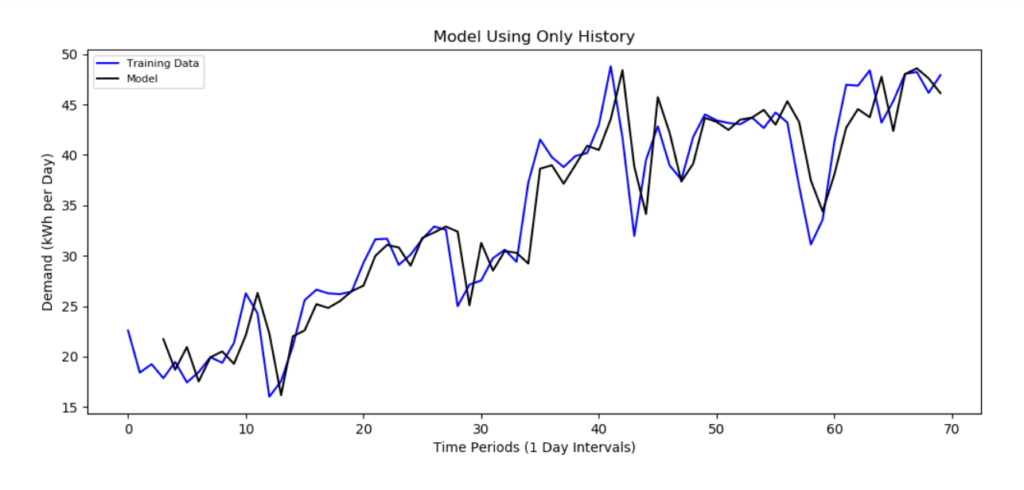 Model Using Only History
Training Data
Model
Demand (kWh per Day)
50
45
40
35
30
25
20
15
0 10 20 30 40 50 60 70
Time Periods (1 Day Intervals)